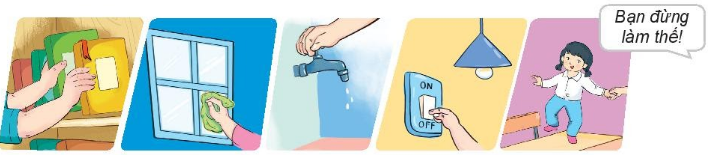 Bạn đừng
làm thế!
ON
OFF